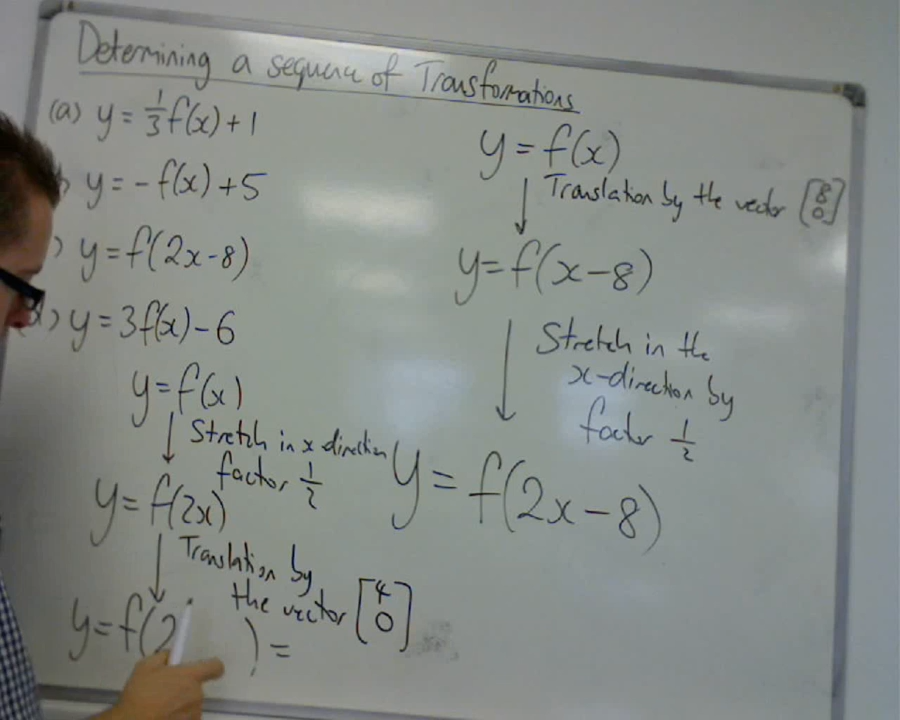 Determining a sequence of Transformations
(a) y = 1/3 f(x) + 1
) y = -f(x) + 5
) y = f(2x-8)
d) y = 3f(x) - 6
y = f(x)
Stretch in x direction
factor 1/2
y = f(2x)
Translation by
the vector [4 0]
y = f(2 ) =
y = f(x)
Translation by the vector [8 0]
y = f(x-8)
Stretch in the
x-direction by
factor 1/2
y = f(2x-8)